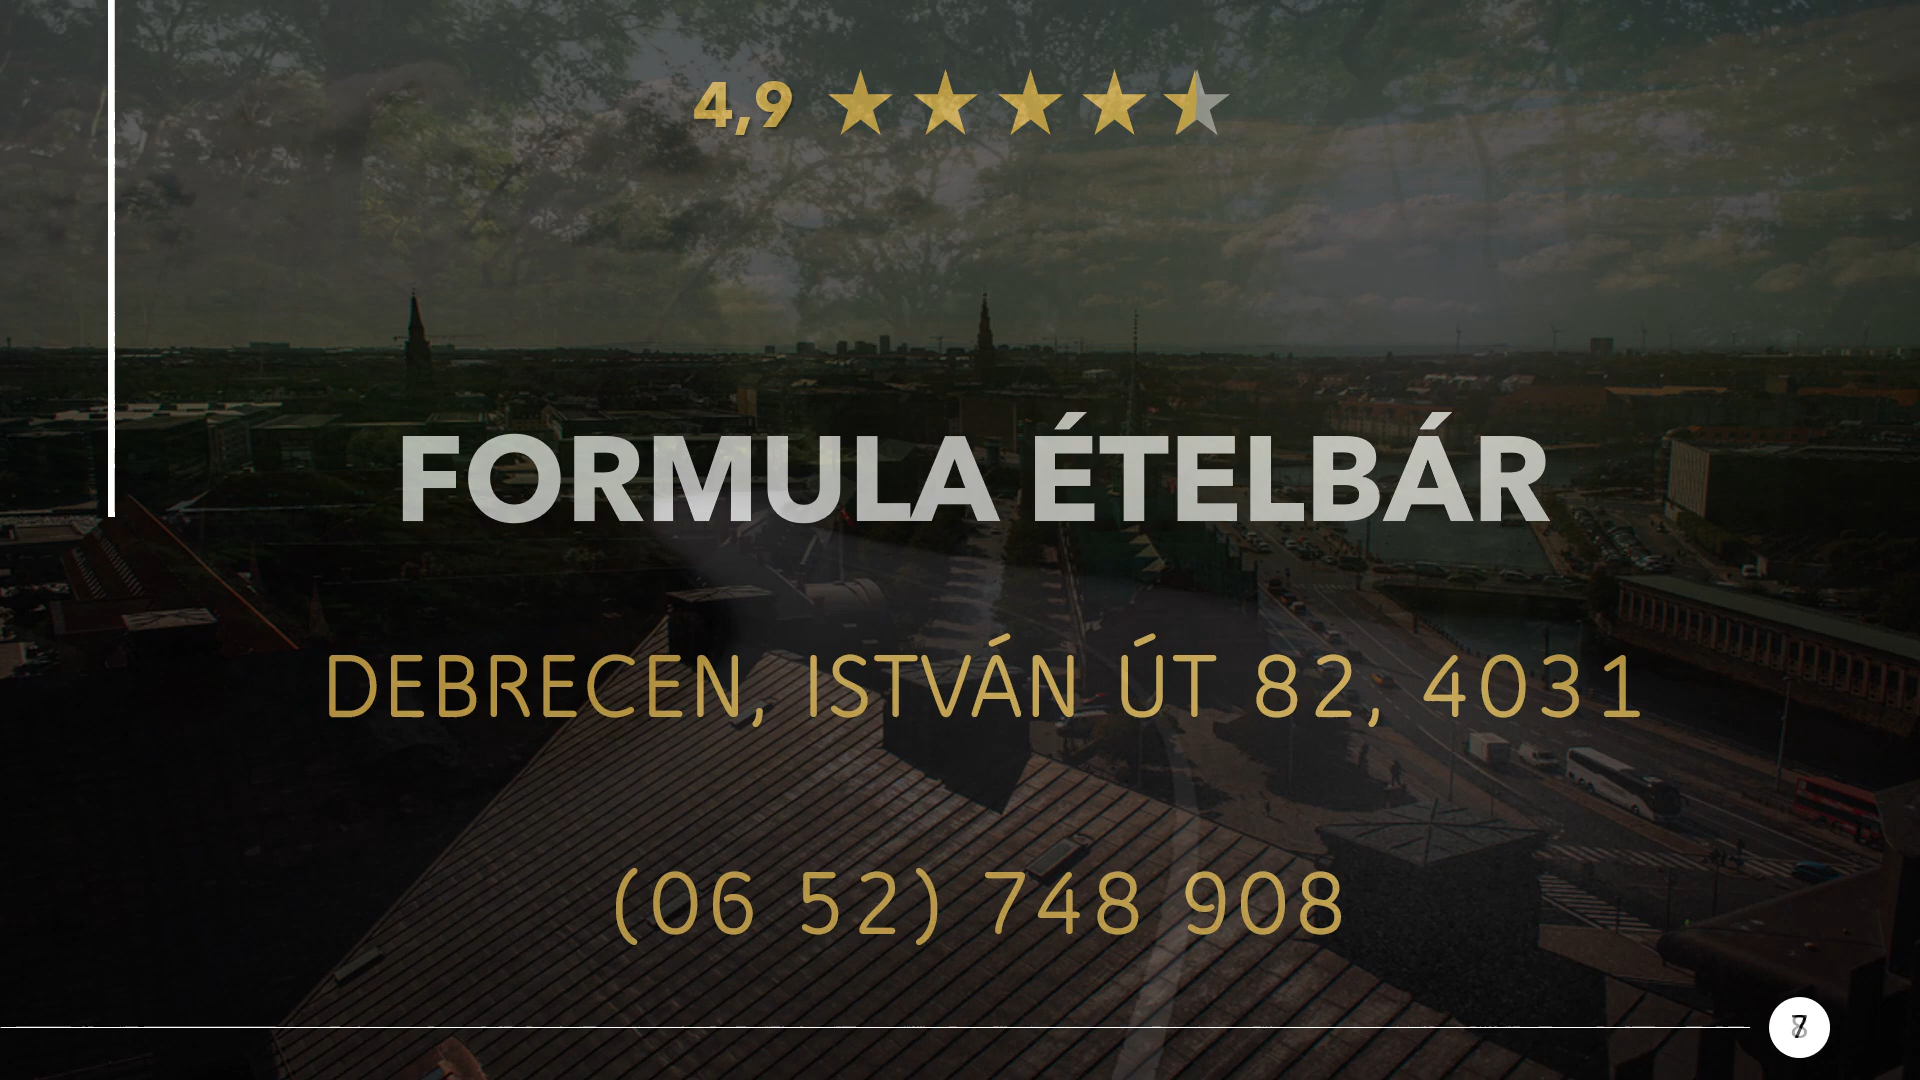 4,9
FORMULA ÉTELBÁR
DEBRECEN, ISTVÁN ÚT 82, 4031
(06 52) 748 908